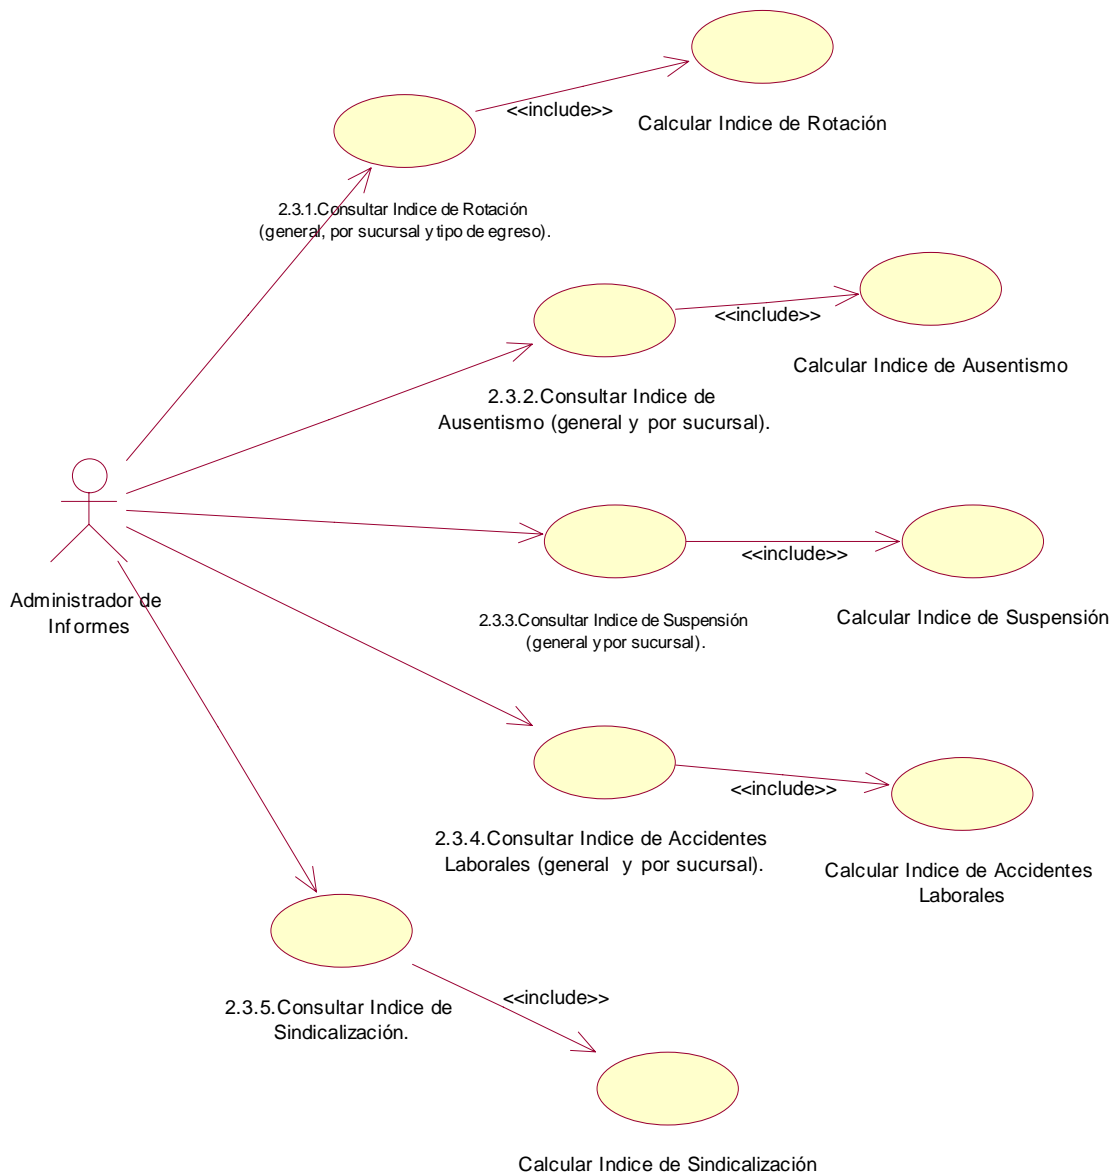 <<include>>
Calcular Indice de Rotación
2.3.1.Consultar Indice de Rotación
(general, por sucursal y tipo de egreso).
<<include>>
Calcular Indice de Ausentismo
2.3.2.Consultar Indice de
Ausentismo (general y por sucursal).
Administrador de
Informes
<<include>>
Calcular Indice de Suspensión
2.3.3.Consultar Indice de Suspensión
(general y por sucursal).
<<include>>
2.3.4.Consultar Indice de Accidentes
Laborales (general y por sucursal).
Calcular Indice de Accidentes
Laborales
2.3.5.Consultar Indice de
Sindicalización.
<<include>>
Calcular Indice de Sindicalización